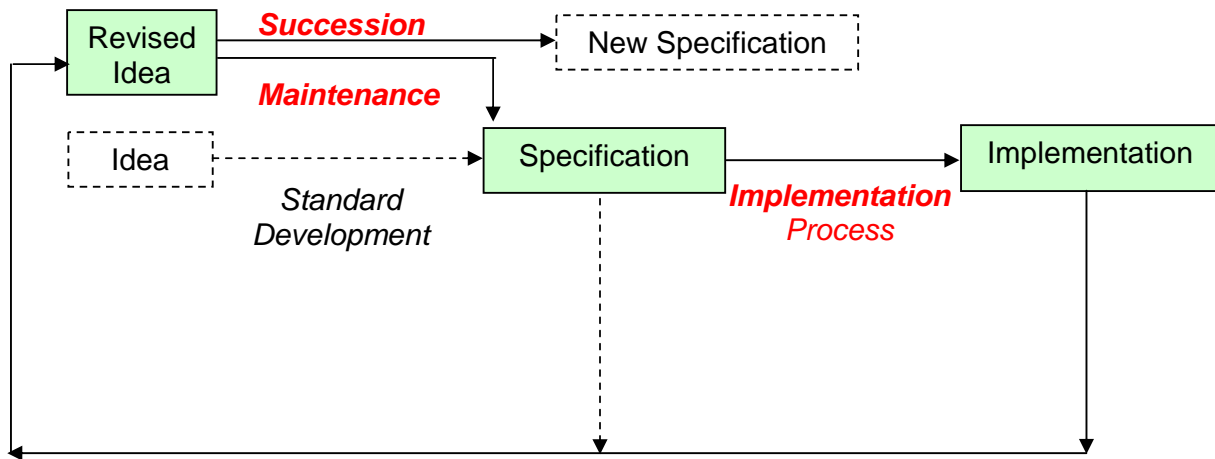 Revised
Idea
Succession
New Specification
Maintenance
Idea
Specification
Implementation
Standard
Development
Implementation
Process